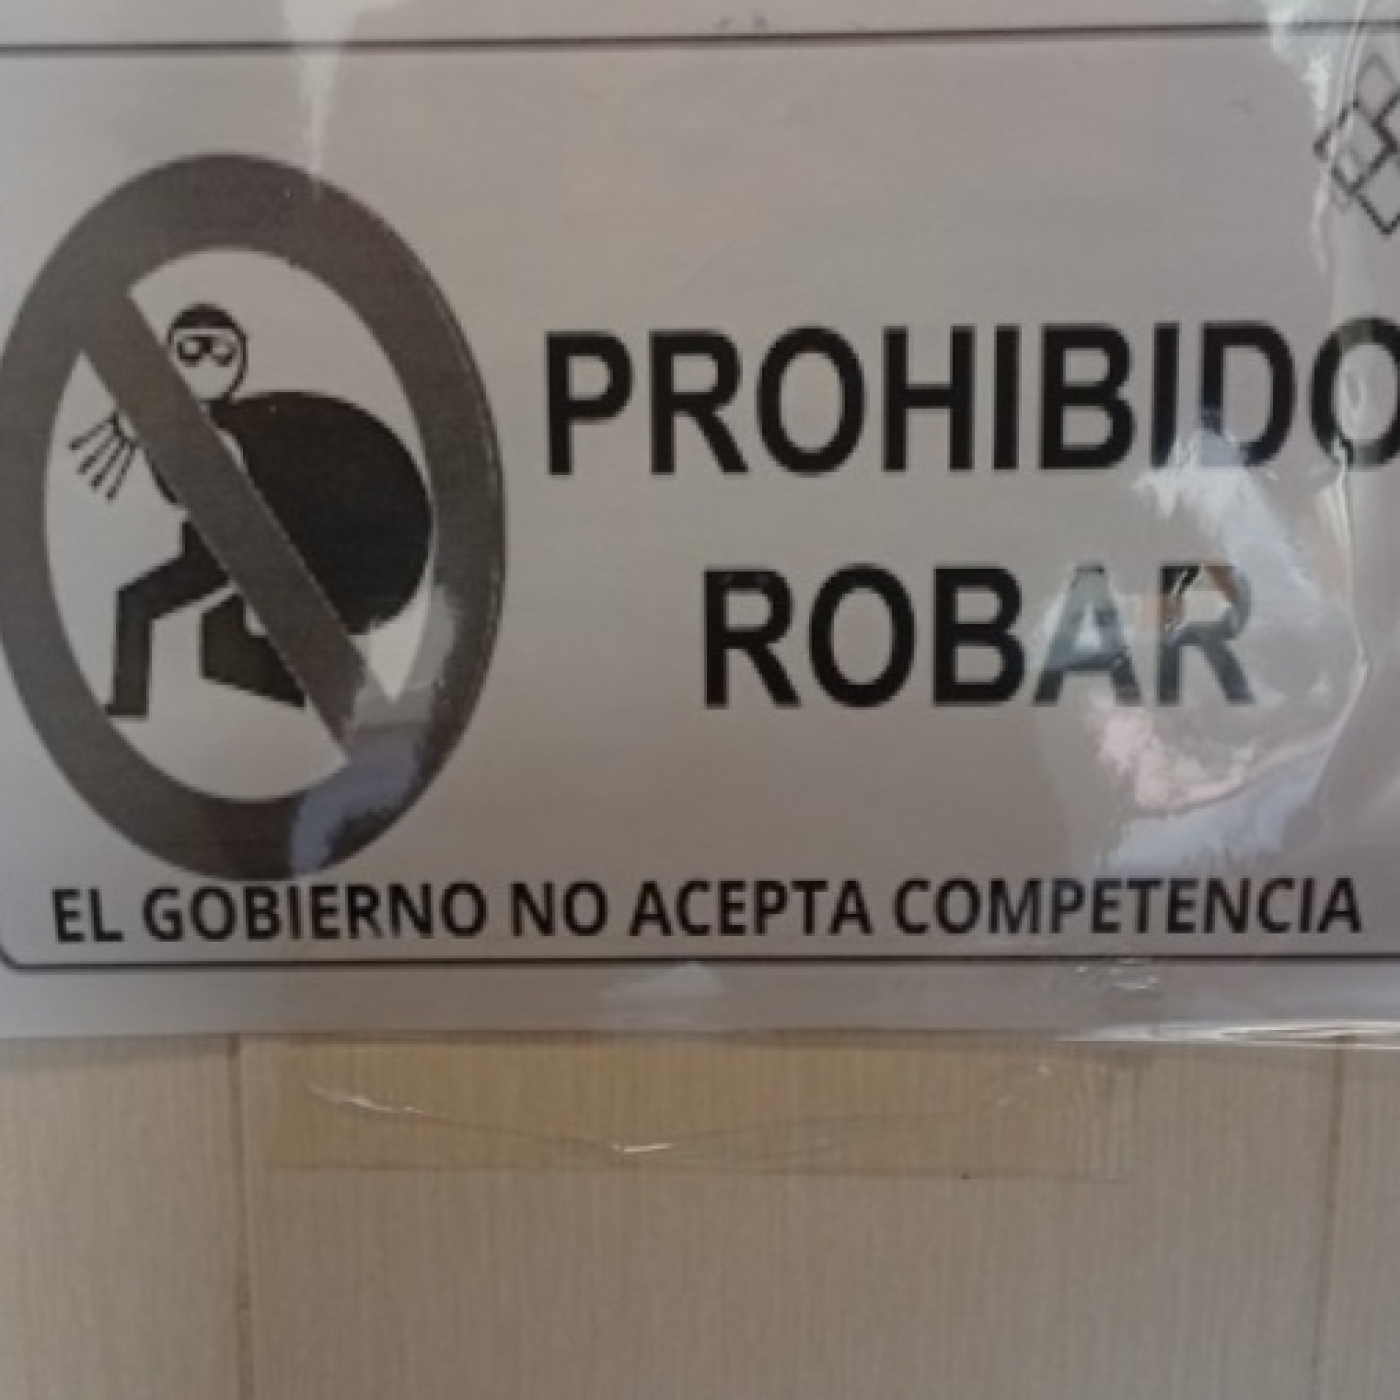 PROHIBIDO
ROBAR
EL GOBIERNO NO ACEPTA COMPETENCIA